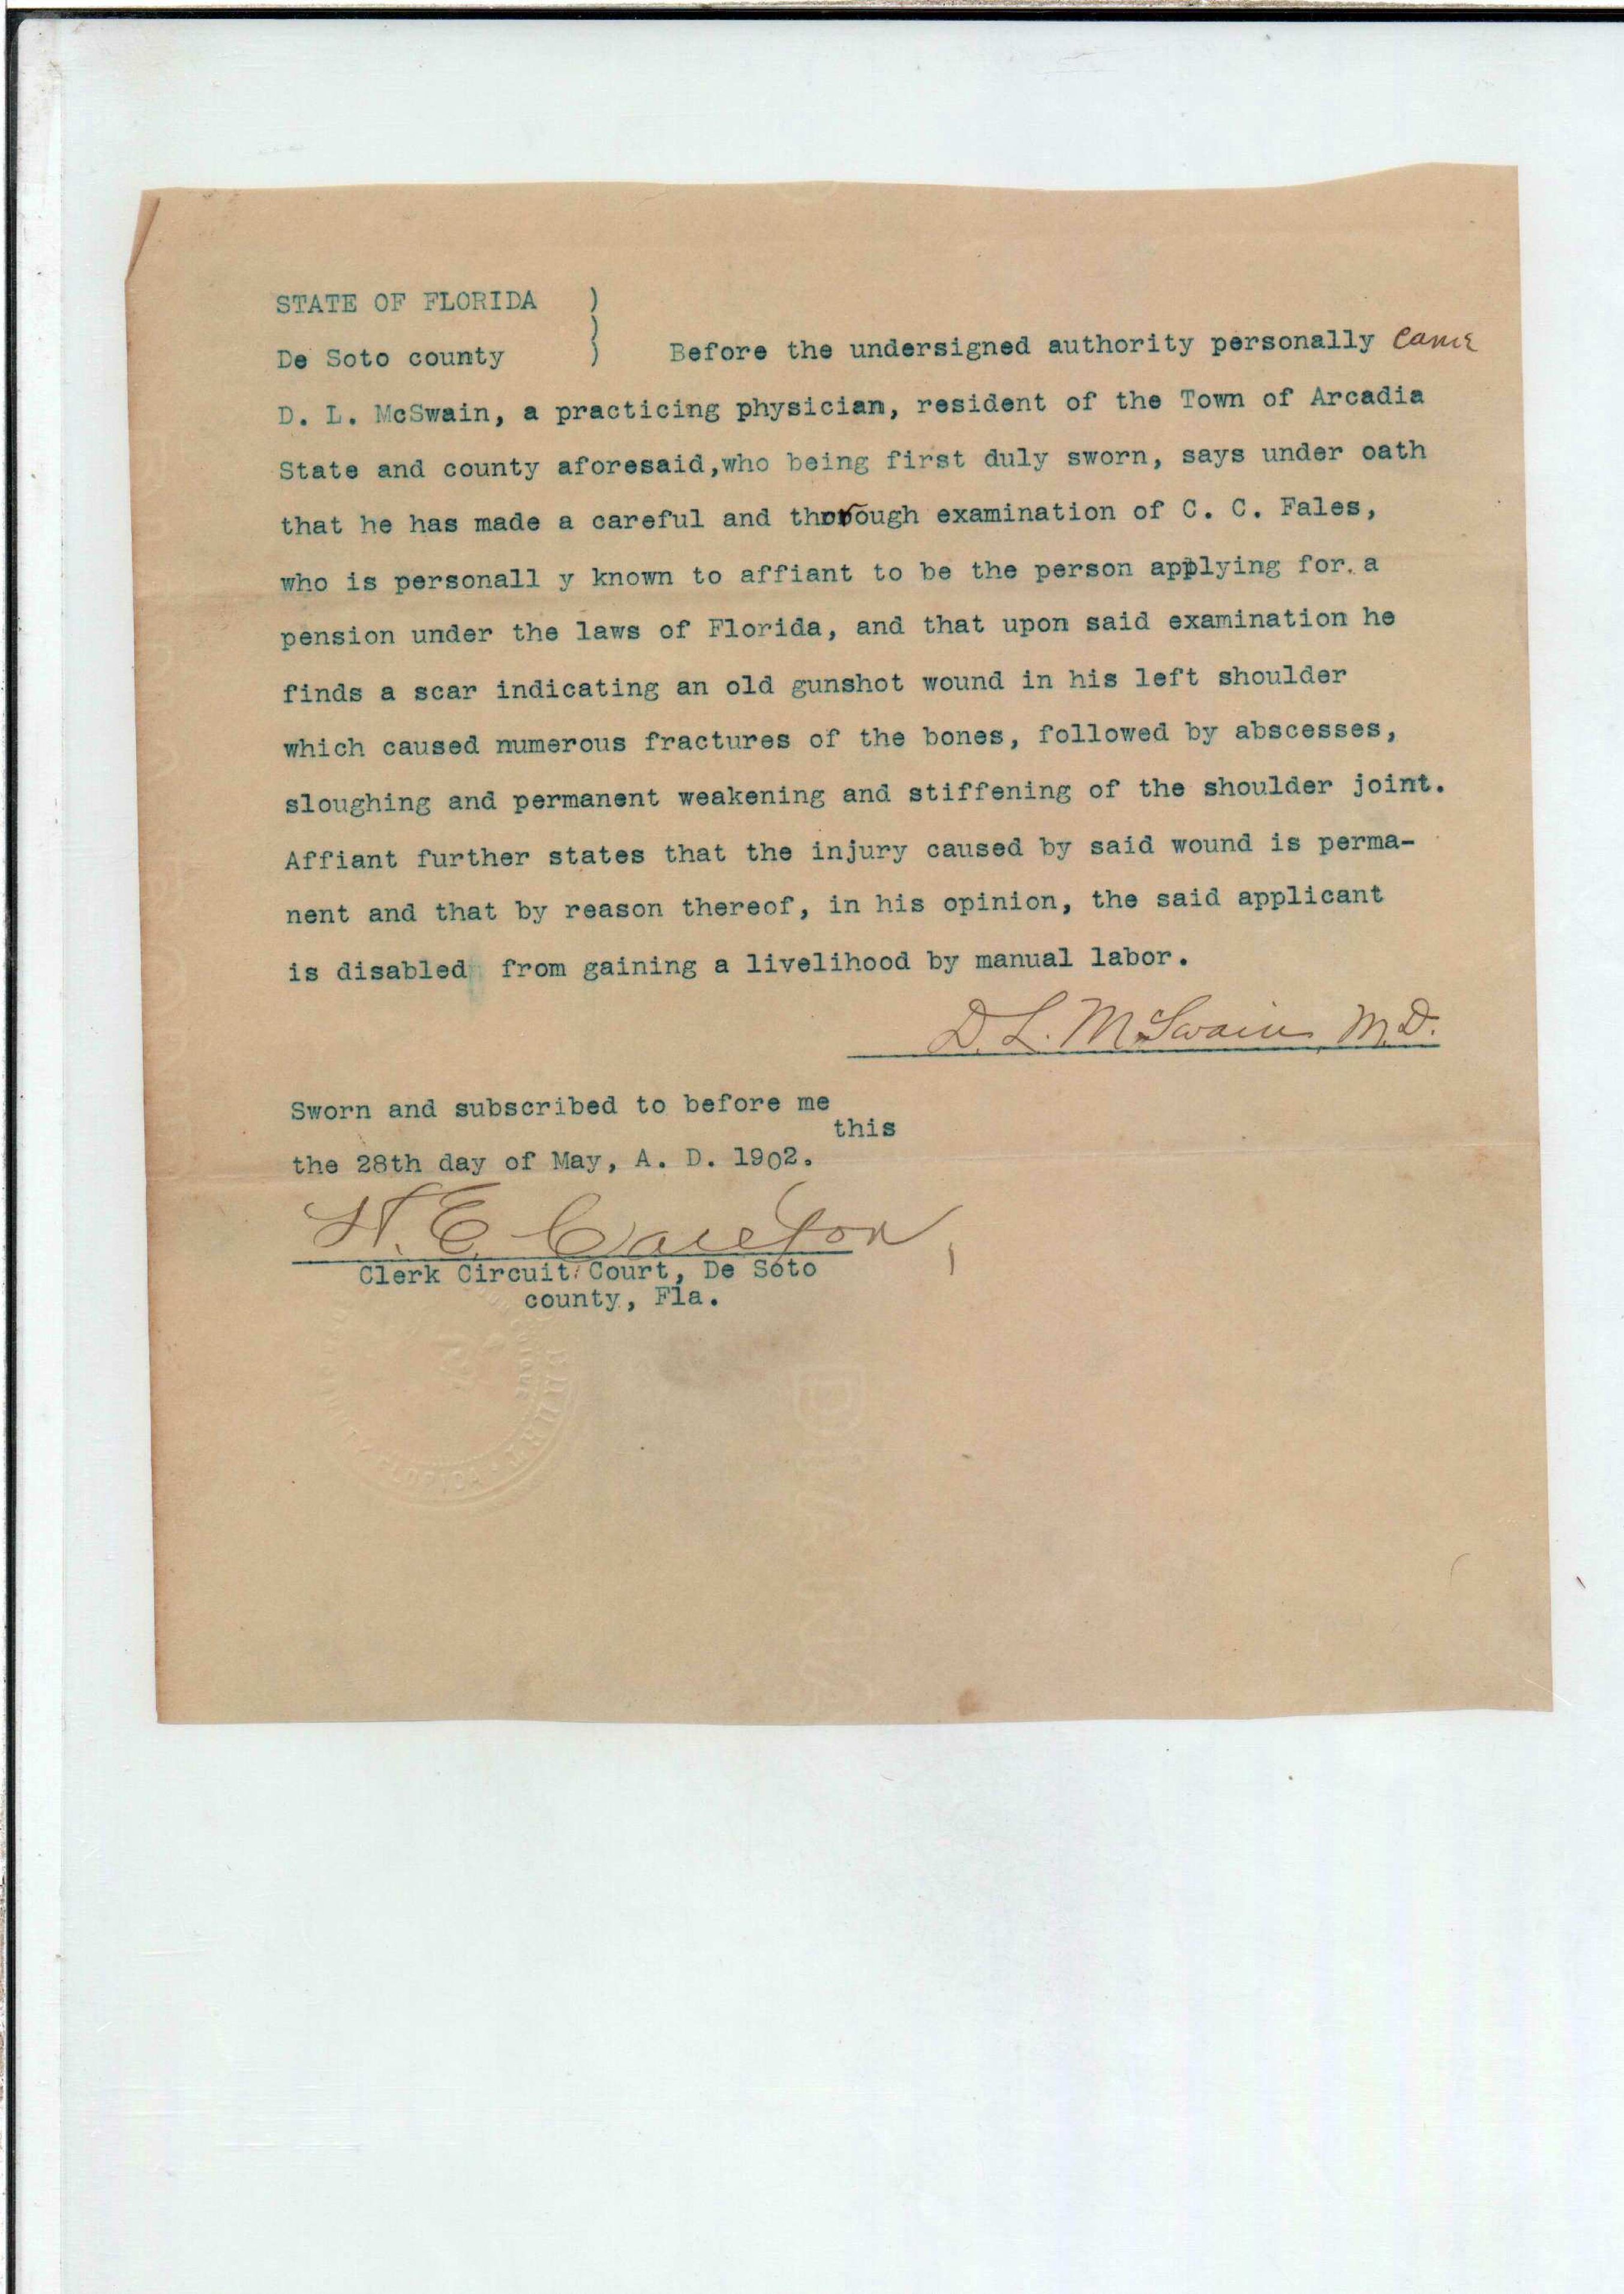 STATE OF FLORIDA )
)
De Soto county ) Before the undersigned authority personally came
D. L. McSwain, a practicing physician, resident of the Town of Arcadia
State and county aforesaid,who being first duly sworn, says under oath
that he has made a careful and thorough examination of C. C. Fales,
who is personall y known to affiant to be the person applying for. a
pension under the laws of Florida, and that upon said examination he
finds a scar indicating an old gunshot wound in his left shoulder
which caused numerous fractures of the bones, followed by abscesses,
sloughing and permanent weakening and stiffening of the shoulder joint.
Affiant further states that the injury caused by said wound is perma-
nent and that by reason thereof, in his opinion, the said applicant
is disabled from gaining a livelihood by manual labor.
D. L. McSwain, M.D.
Sworn and subscribed to before me
this
the 28th day of May, A. D. 1902.
E. Carlton
Clerk Circuit Court, De Soto
county, Fla.
COURT
FLORIDA